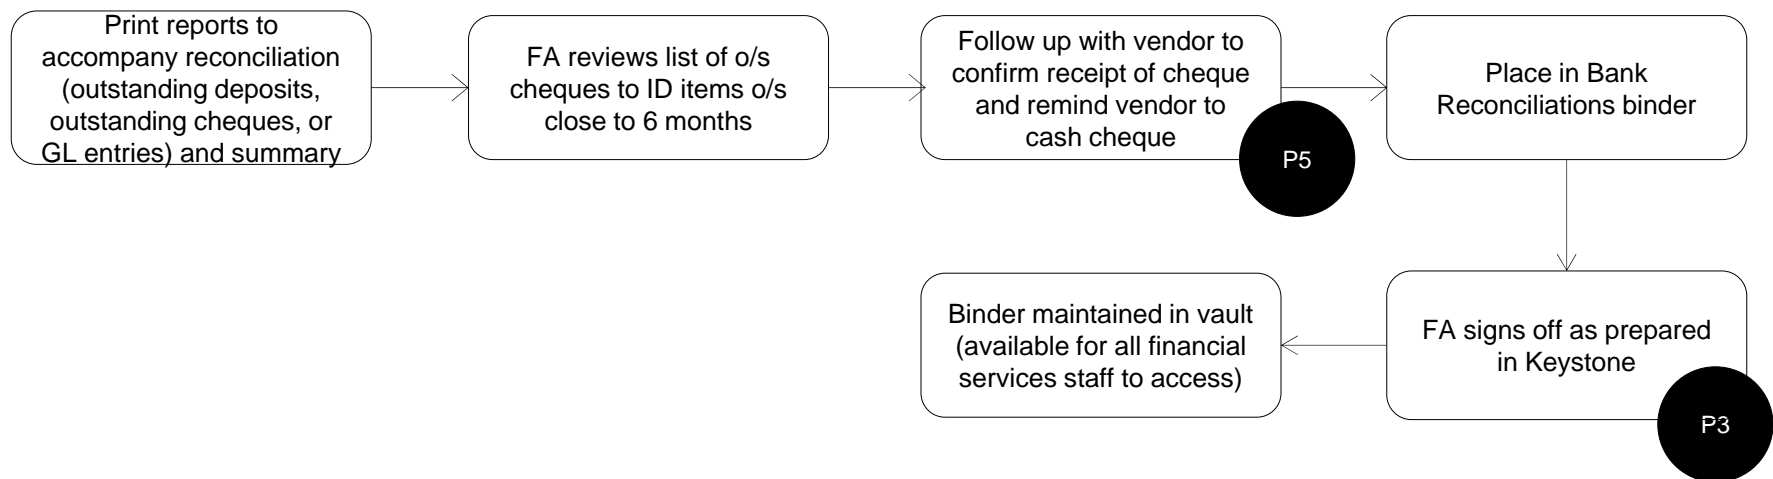 Print reports to
accompany reconciliation
(outstanding deposits,
outstanding cheques, or
GL entries) and summary
FA reviews list of o/s
cheques to ID items o/s
close to 6 months
Follow up with vendor to
confirm receipt of cheque
and remind vendor to
cash cheque
P5
Place in Bank
Reconciliations binder
FA signs off as prepared
in Keystone
P3
Binder maintained in vault
(available for all financial
services staff to access)